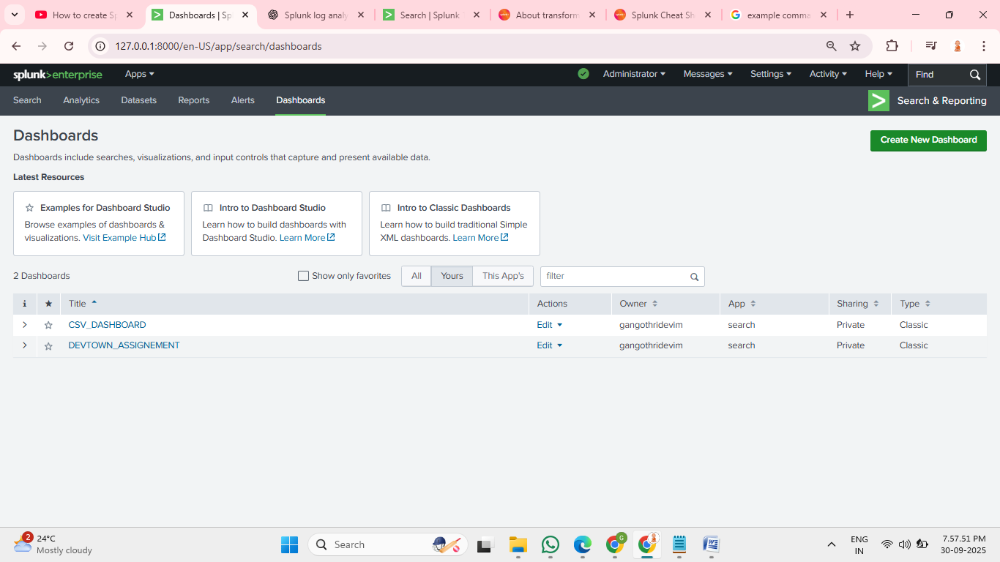 How to create Sp
Dashboards | Spl
Splunk log analy
Search | Splunk
About transform
Splunk Cheat Sh
example comma
127.0.0.1:8000/en-US/app/search/dashboards
splunk>enterprise Apps Administrator Messages Settings Activity Help Find
Search Analytics Datasets Reports Alerts Dashboards Search & Reporting
Dashboards
Create New Dashboard
Dashboards include searches, visualizations, and input controls that capture and present available data.
Latest Resources
Examples for Dashboard Studio
Browse examples of dashboards &
visualizations. Visit Example Hub
Intro to Dashboard Studio
Learn how to build dashboards with
Dashboard Studio. Learn More
Intro to Classic Dashboards
Learn how to build traditional Simple
XML dashboards. Learn More
2 Dashboards Show only favorites All Yours This App's filter
i Title Actions Owner App Sharing Type
CSV_DASHBOARD Edit gangothridevim search Private Classic
DEVTOWN_ASSIGNEMENT Edit gangothridevim search Private Classic
2
24°C
Mostly cloudy
Search
G
ENG
IN
7.57.51 PM
30-09-2025